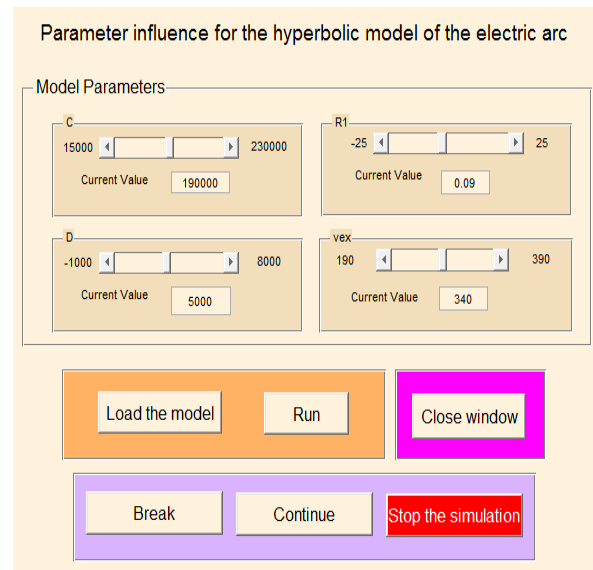 Parameter influence for the hyperbolic model of the electric arc
Model Parameters
C
15000 230000
Current Value 190000
R1
-25 25
Current Value 0.09
D
-1000 8000
Current Value 5000
vex
190 390
Current Value 340
Load the model Run Close window
Break Continue Stop the simulation